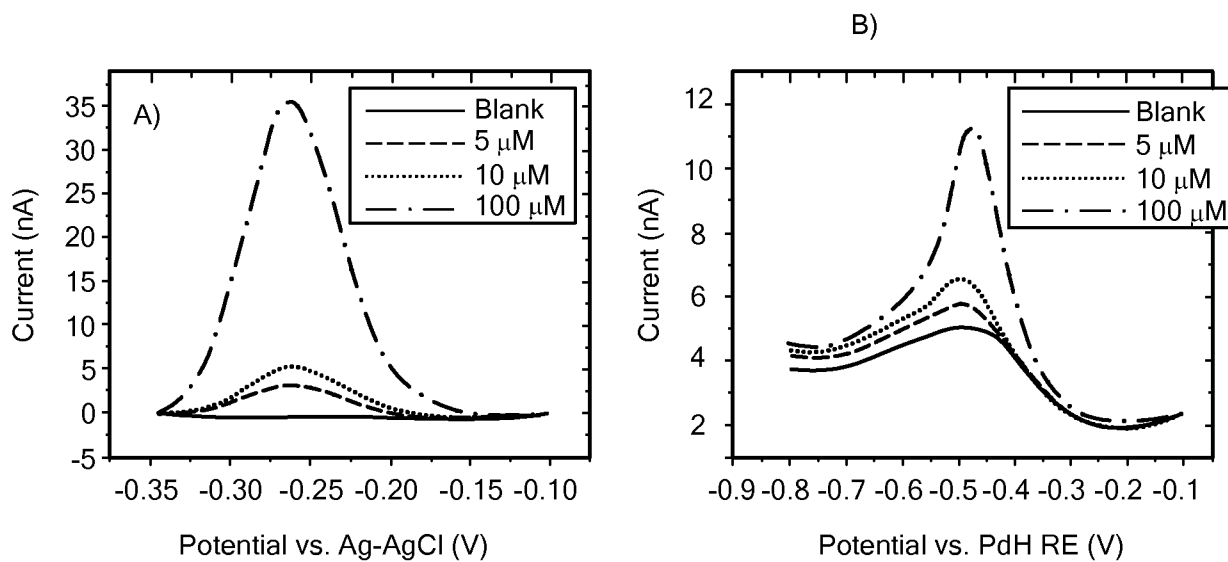 B)
A)
Blank
5 μM
10 μM
100 μM
35
30
25
20
15
10
5
0
-5
Current (nA)
-0.35
-0.30
-0.25
-0.20
-0.15
-0.10
Potential vs. Ag-AgCl (V)
Blank
5 μM
10 μM
100 μM
12
10
8
6
4
2
Current (nA)
-0.9
-0.8
-0.7
-0.6
-0.5
-0.4
-0.3
-0.2
-0.1
Potential vs. PdH RE (V)